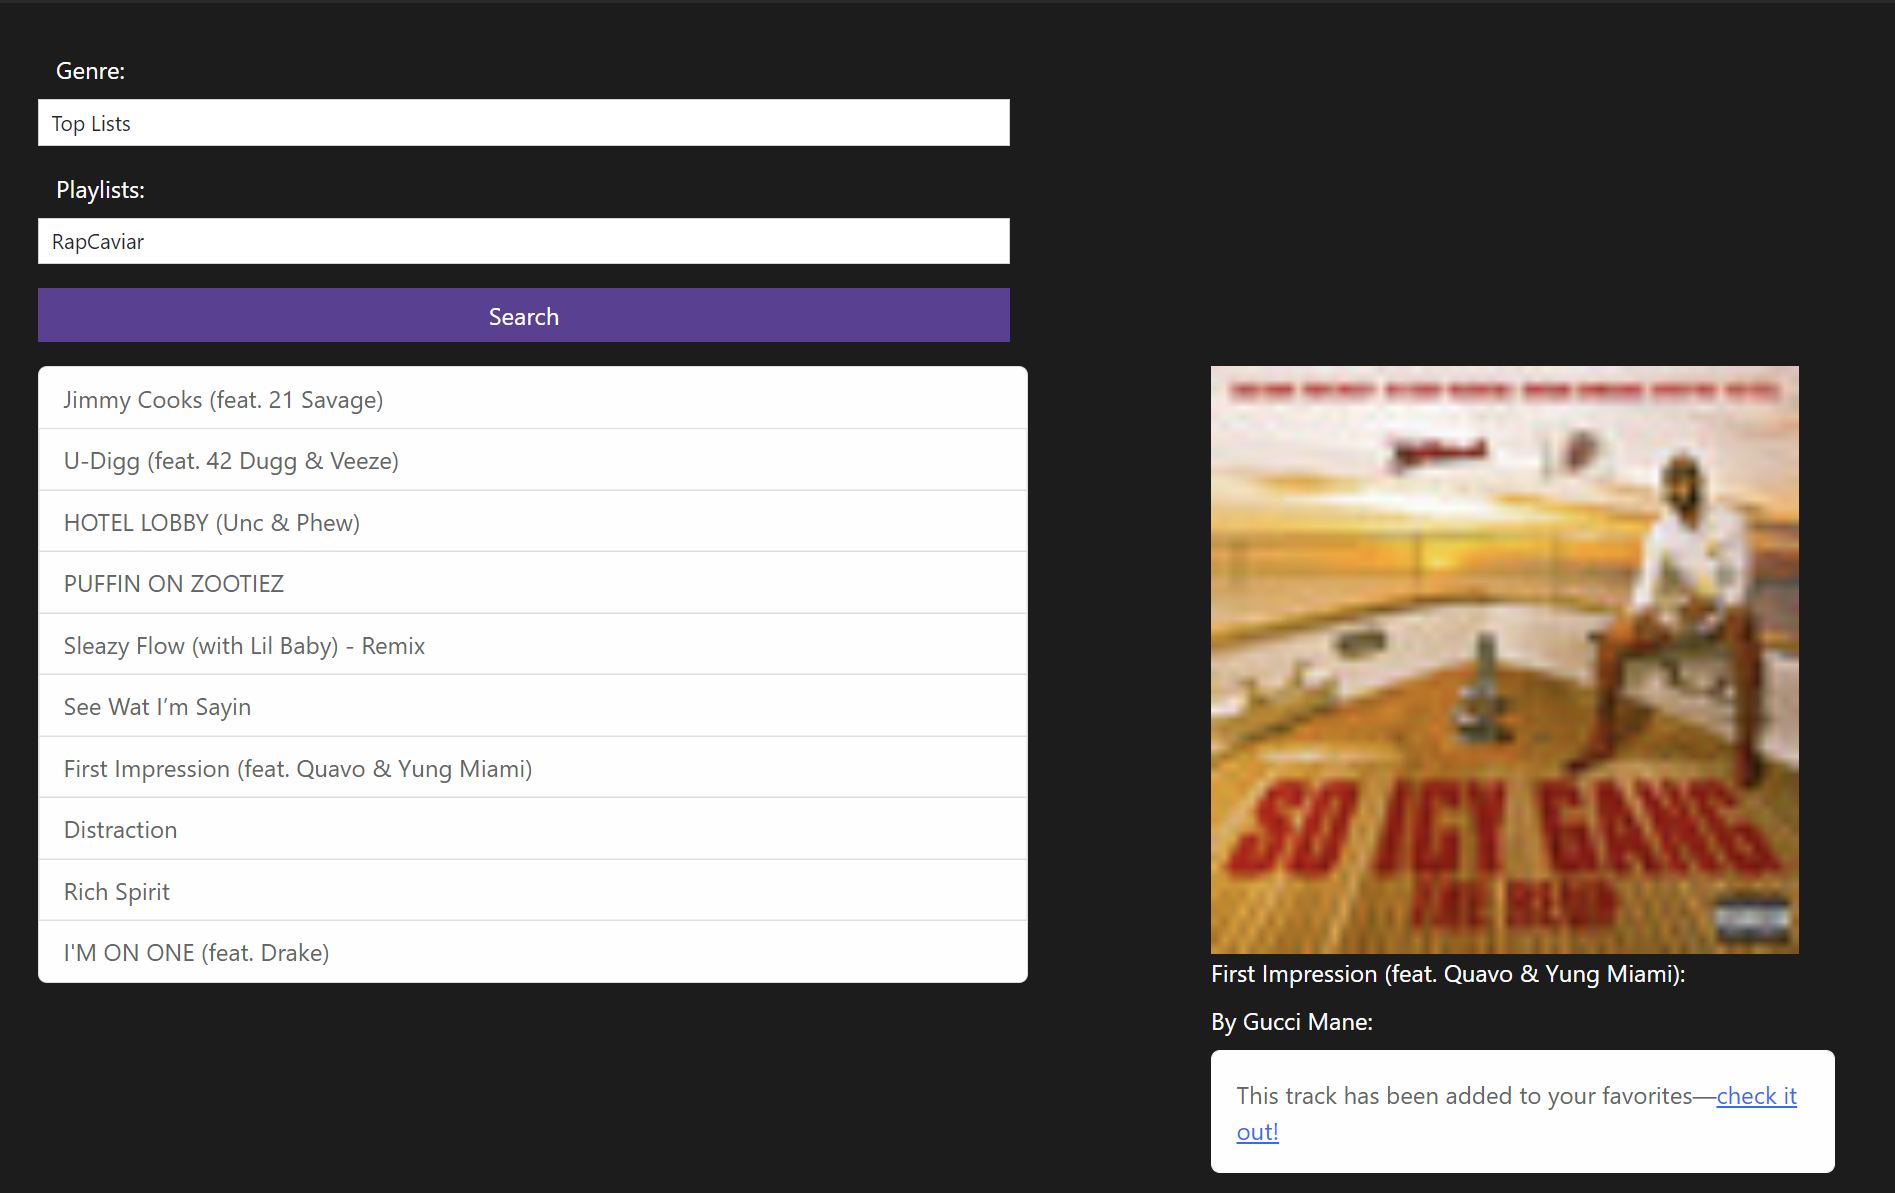 Genre:
Top Lists
Playlists:
RapCaviar
Search
Jimmy Cooks (feat. 21 Savage)
U-Digg (feat. 42 Dugg & Veeze)
HOTEL LOBBY (Unc & Phew)
PUFFIN ON ZOOTIEZ
Sleazy Flow (with Lil Baby) - Remix
See Wat I’m Sayin
First Impression (feat. Quavo & Yung Miami)
Distraction
Rich Spirit
I'M ON ONE (feat. Drake)
SO ICY GANG
First Impression (feat. Quavo & Yung Miami):
By Gucci Mane:
This track has been added to your favorites—check it
out!